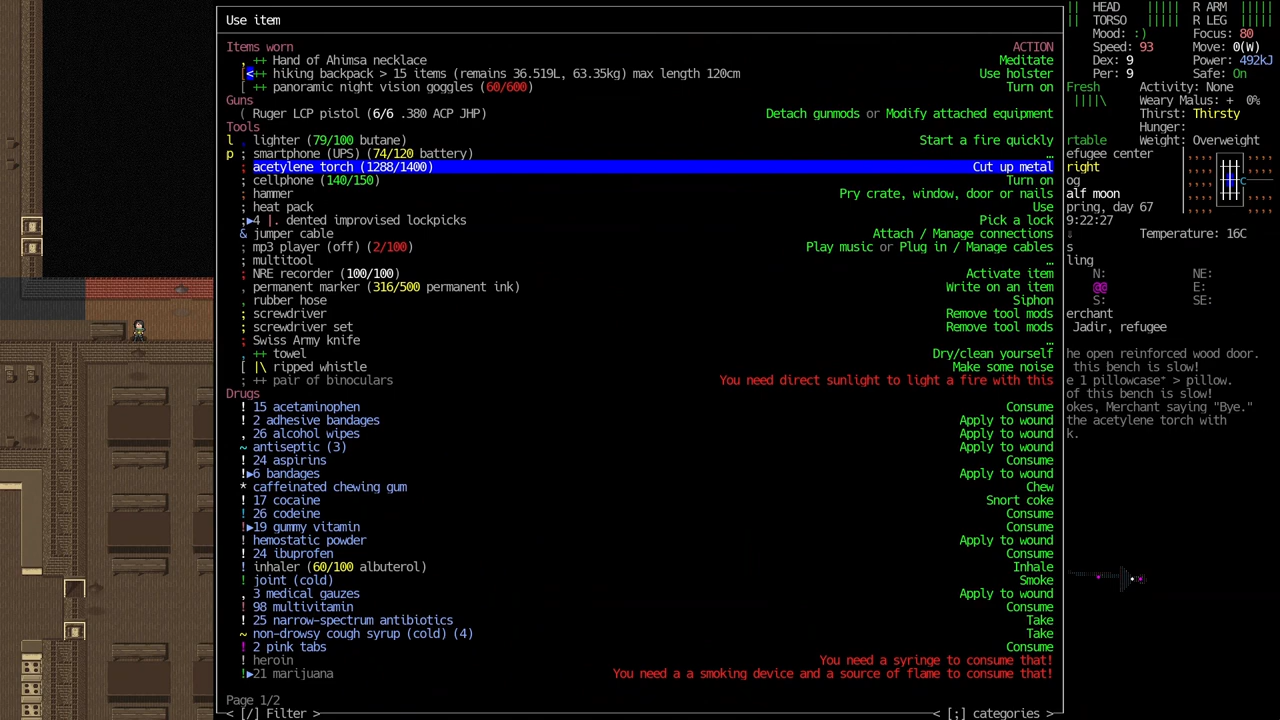 Use item
Items worn ACTION
, ++ Hand of Ahimsa necklace Meditate
[<++ hiking backpack > 15 items (remains 36.519L, 63.35kg) max length 120cm Use holster
[ ++ panoramic night vision goggles (60/600) Turn on
Guns
( Ruger LCP pistol (6/6 .380 ACP JHP) Detach gunmods or Modify attached equipment
Tools
l , lighter (79/100 butane) Start a fire quickly
p ; smartphone (UPS) (74/120 battery) …
; acetylene torch (1288/1400) Cut up metal
; cellphone (140/150) Turn on
; hammer Pry crate, window, door or nails
; heat pack Use
;▶4 |. dented improvised lockpicks Pick a lock
& jumper cable Attach / Manage connections
; mp3 player (off) (2/100) Play music or Plug in / Manage cables
; multitool …
; NRE recorder (100/100) Activate item
, permanent marker (316/500 permanent ink) Write on an item
, rubber hose Siphon
; screwdriver Remove tool mods
; screwdriver set Remove tool mods
; Swiss Army knife …
, ++ towel Dry/clean yourself
[ |\ ripped whistle Make some noise
; ++ pair of binoculars You need direct sunlight to light a fire with this
Drugs
! 15 acetaminophen Consume
! 2 adhesive bandages Apply to wound
, 26 alcohol wipes Apply to wound
~ antiseptic (3) Apply to wound
! 24 aspirins Consume
!▶6 bandages Apply to wound
* caffeinated chewing gum Chew
! 17 cocaine Snort coke
! 26 codeine Consume
!▶19 gummy vitamin Consume
! hemostatic powder Apply to wound
! 24 ibuprofen Consume
! inhaler (60/100 albuterol) Inhale
! joint (cold) Smoke
, 3 medical gauzes Apply to wound
! 98 multivitamin Consume
! 25 narrow-spectrum antibiotics Take
~ non-drowsy cough syrup (cold) (4) Take
! 2 pink tabs Consume
! heroin You need a syringe to consume that!
!▶21 marijuana You need a a smoking device and a source of flame to consume that!
Page 1/2
< [/] Filter > < [;] categories >
|| HEAD ||||| R ARM |||||
|| TORSO ||||| R LEG |||||
Mood: :) Focus: 80
Speed: 93 Move: 0(W)
Dex: 9 Power: 492kJ
Per: 9 Safe: On
Fresh Activity: None
||||\ Weary Malus: + 0%
Thirst: Thirsty
Hunger:
rtable Weight: Overweight
efugee center
right
og
alf moon
pring, day 67
9:22:27
⇓ Temperature: 16C
s
ling
N: NE:
@@ E:
S: SE:
erchant
Jadir, refugee
he open reinforced wood door.
this bench is slow!
e 1 pillowcase⁺ > pillow.
of this bench is slow!
okes, Merchant saying "Bye."
the acetylene torch with
k.